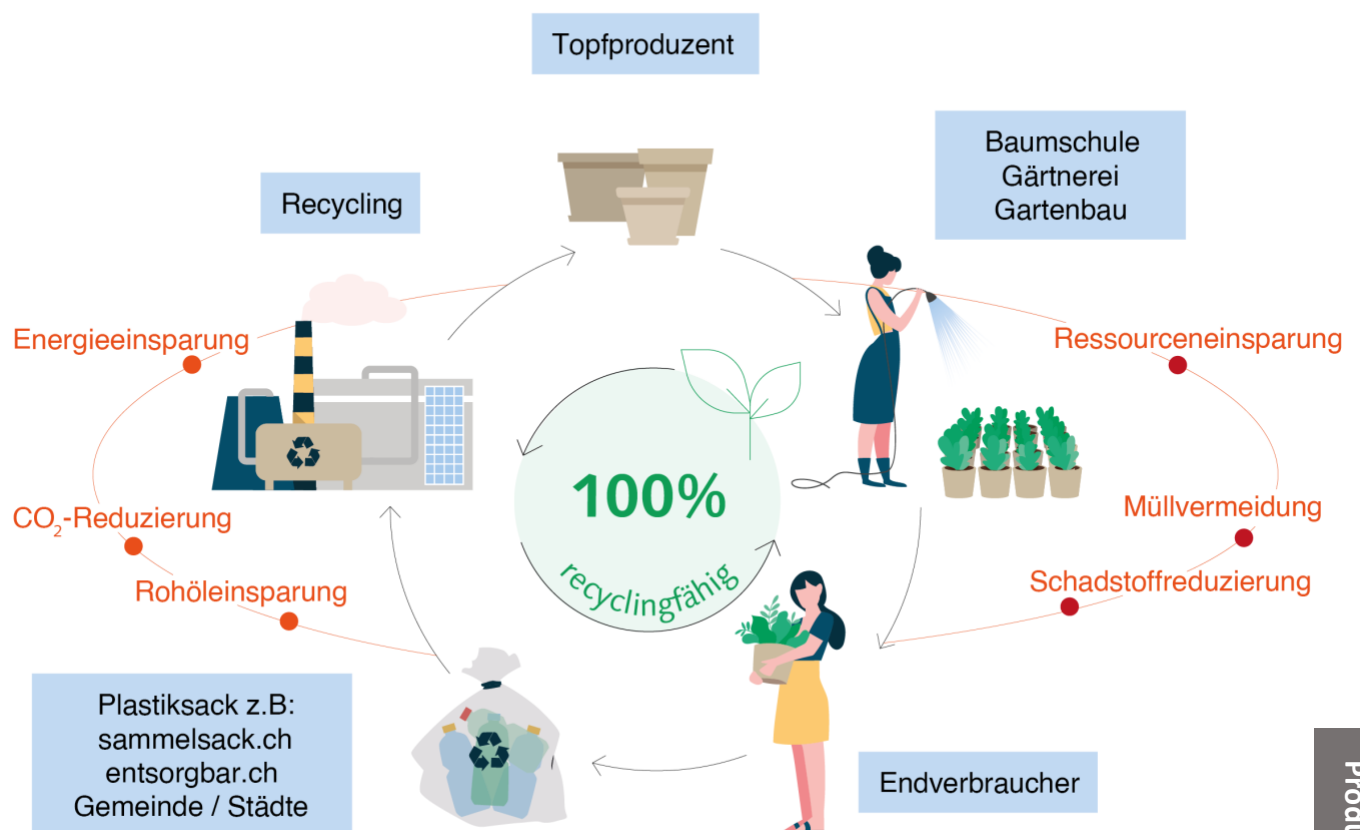 Topfproduzent
Baumschule
Gärtnerei
Gartenbau
Recycling
Energieeinsparung
Ressourceneinsparung
100%
recyclingfähig
CO₂-Reduzierung
Müllvermeidung
Rohöleinsparung
Schadstoffreduzierung
Plastiksack z.B:
sammelsack.ch
entsorgbar.ch
Gemeinde / Städte
Endverbraucher